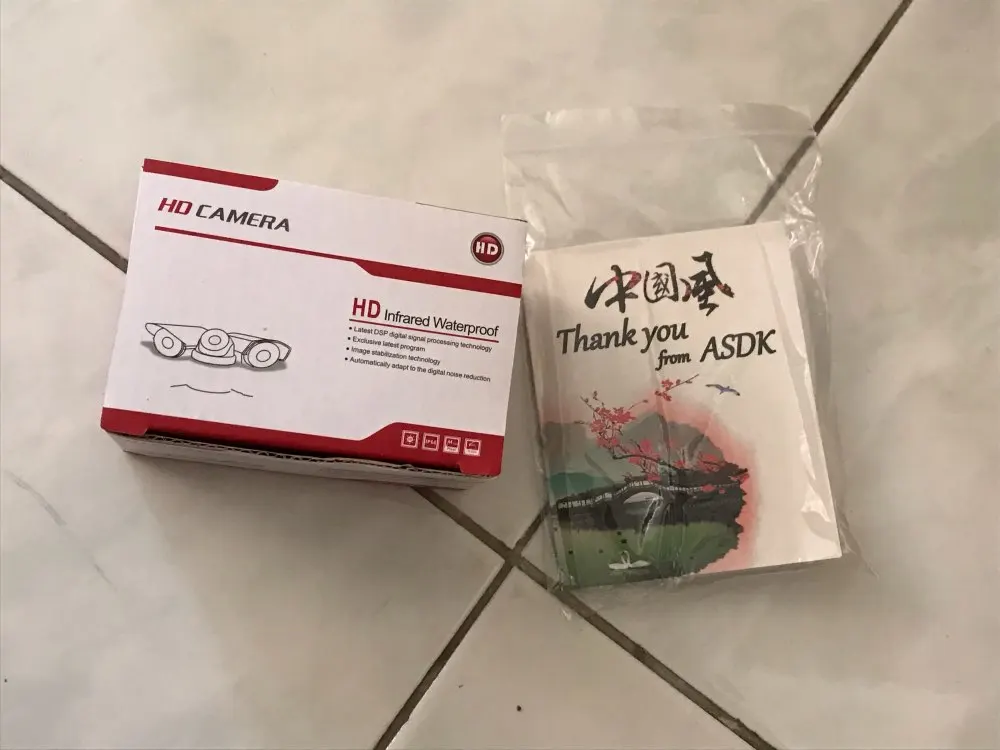 HD CAMERA
HD
HD Infrared Waterproof
• Latest DSP digital signal processing technology
• Exclusive latest program
• Image stabilization technology
• Automatically adapt to the digital noise reduction
中國風
Thank you
from ASDK